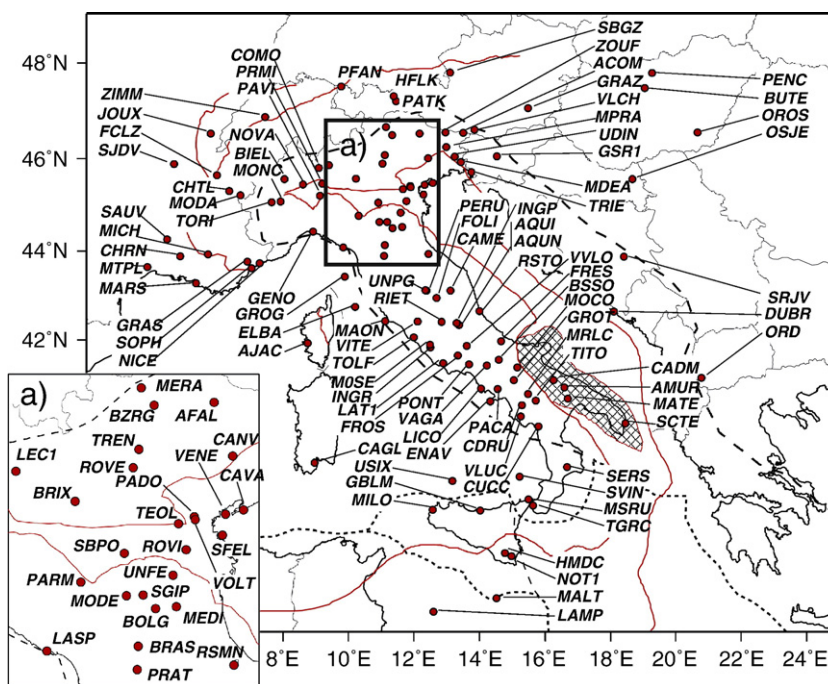 48°N
46°N
44°N
42°N
8°E
10°E
12°E
14°E
16°E
18°E
20°E
22°E
24°E
SBGZ
ZOUF
ACOM
GRAZ
VLCH
MPRA
UDIN
GSR1
MDEA
TRIE
PENC
BUTE
OROS
OSJE
COMO
PRMI
PAVI
PFAN
HFLK
PATK
ZIMM
JOUX
FCLZ
SJDV
NOVA
BIEL
MONC
CHTL
MODA
TORI
a)
SAUV
MICH
CHRN
MTPL
MARS
GRAS
SOPH
NICE
GENO
GROG
ELBA
AJAC
PERU
FOLI
CAME
INGP
AQUI
AQUN
RSTO
UNPG
RIET
VVLO
FRES
BSSO
MOCO
GROT
MRLC
TITO
SRJV
DUBR
ORD
MAON
VITE
TOLF
M0SE
INGR
LAT1
FROS
CADM
AMUR
MATE
SCTE
PONT
VAGA
LICO
ENAV
PACA
CDRU
VLUC
CUCC
CAGL
USIX
GBLM
MILO
SERS
SVIN
MSRU
TGRC
HMDC
NOT1
MALT
LAMP
a)
MERA
BZRG
AFAL
TREN
CANV
LEC1
ROVE
VENE
CAVA
PADO
BRIX
TEOL
SBPO
ROVI
SFEL
VOLT
UNFE
PARM
SGIP
MODE
MEDI
BOLG
LASP
BRAS
RSMN
PRAT